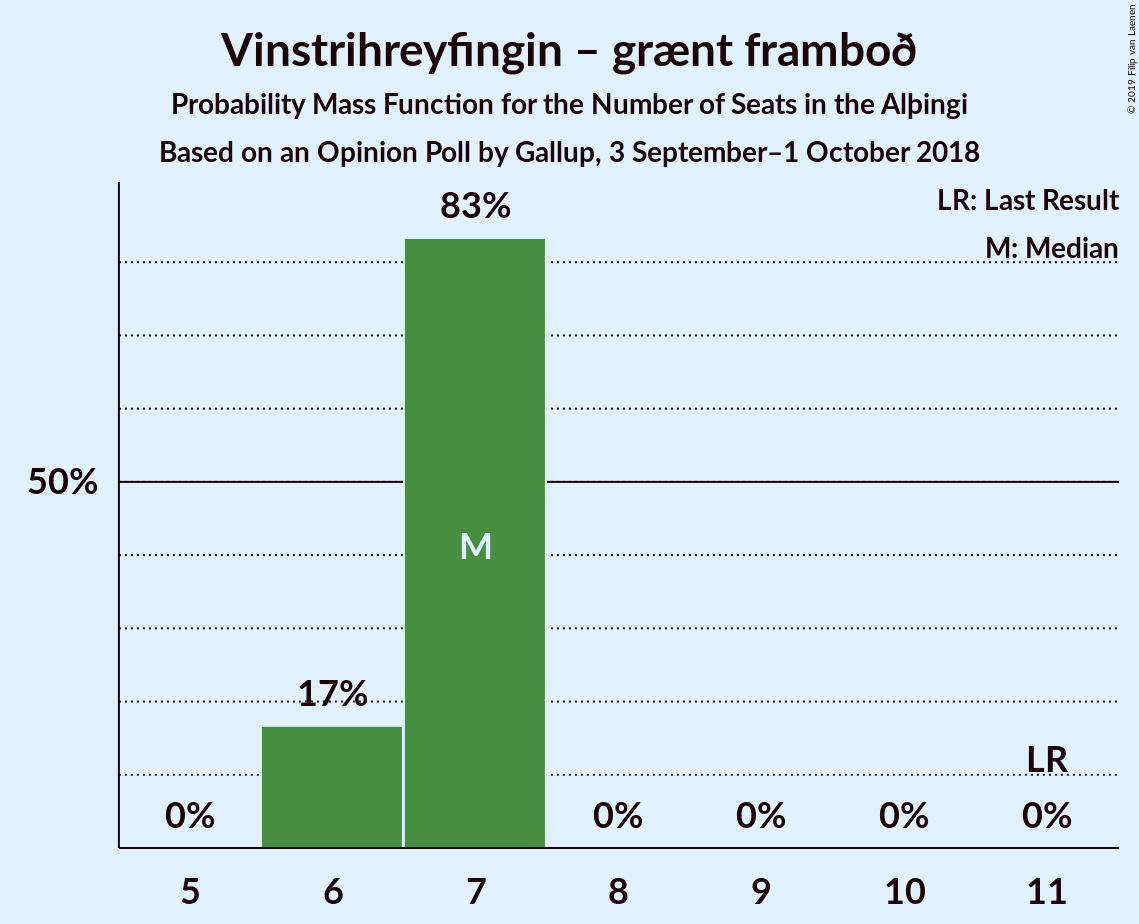 Vinstrihreyfingin – grænt framboð
Probability Mass Function for the Number of Seats in the Alþingi
Based on an Opinion Poll by Gallup, 3 September–1 October 2018
© 2019 Filip van Laenen
LR: Last Result
M: Median
83%
50%
M
17%
LR
0%
0%
0%
0%
0%
5
6
7
8
9
10
11